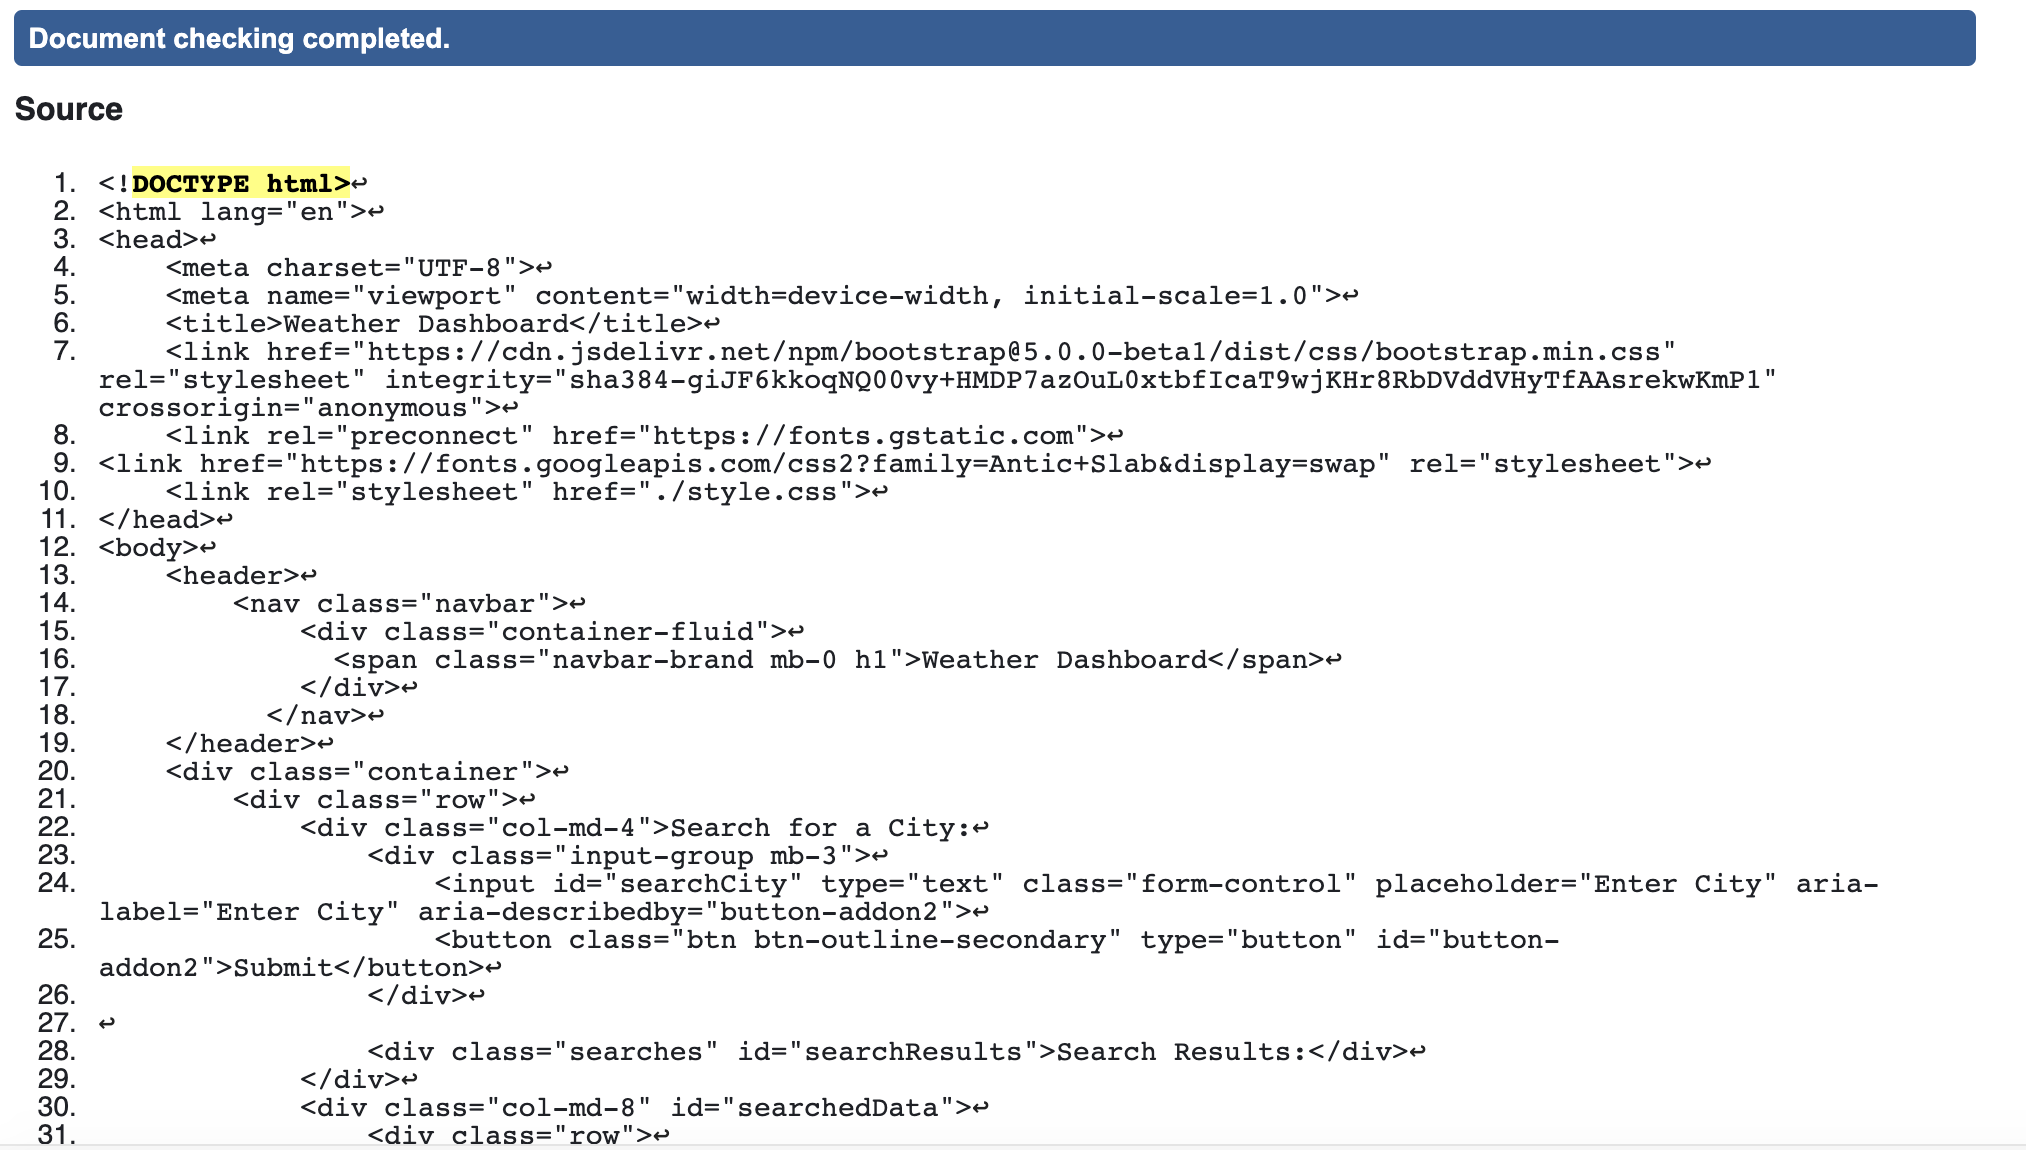 Document checking completed.
Source
1. <!DOCTYPE html>↩
2. <html lang="en">↩
3. <head>↩
4.     <meta charset="UTF-8">↩
5.     <meta name="viewport" content="width=device-width, initial-scale=1.0">↩
6.     <title>Weather Dashboard</title>↩
7.     <link href="https://cdn.jsdelivr.net/npm/bootstrap@5.0.0-beta1/dist/css/bootstrap.min.css"
rel="stylesheet" integrity="sha384-giJF6kkoqNQ00vy+HMDP7azOuL0xtbfIcaT9wjKHr8RbDVddVHyTfAAsrekwKmP1"
crossorigin="anonymous">↩
8.     <link rel="preconnect" href="https://fonts.gstatic.com">↩
9. <link href="https://fonts.googleapis.com/css2?family=Antic+Slab&display=swap" rel="stylesheet">↩
10.     <link rel="stylesheet" href="./style.css">↩
11. </head>↩
12. <body>↩
13.     <header>↩
14.         <nav class="navbar">↩
15.             <div class="container-fluid">↩
16.               <span class="navbar-brand mb-0 h1">Weather Dashboard</span>↩
17.             </div>↩
18.           </nav>↩
19.     </header>↩
20.     <div class="container">↩
21.         <div class="row">↩
22.             <div class="col-md-4">Search for a City:↩
23.                 <div class="input-group mb-3">↩
24.                     <input id="searchCity" type="text" class="form-control" placeholder="Enter City" aria-
label="Enter City" aria-describedby="button-addon2">↩
25.                     <button class="btn btn-outline-secondary" type="button" id="button-
addon2">Submit</button>↩
26.                 </div>↩
27. ↩
28.                 <div class="searches" id="searchResults">Search Results:</div>↩
29.             </div>↩
30.             <div class="col-md-8" id="searchedData">↩
31.                 <div class="row">↩